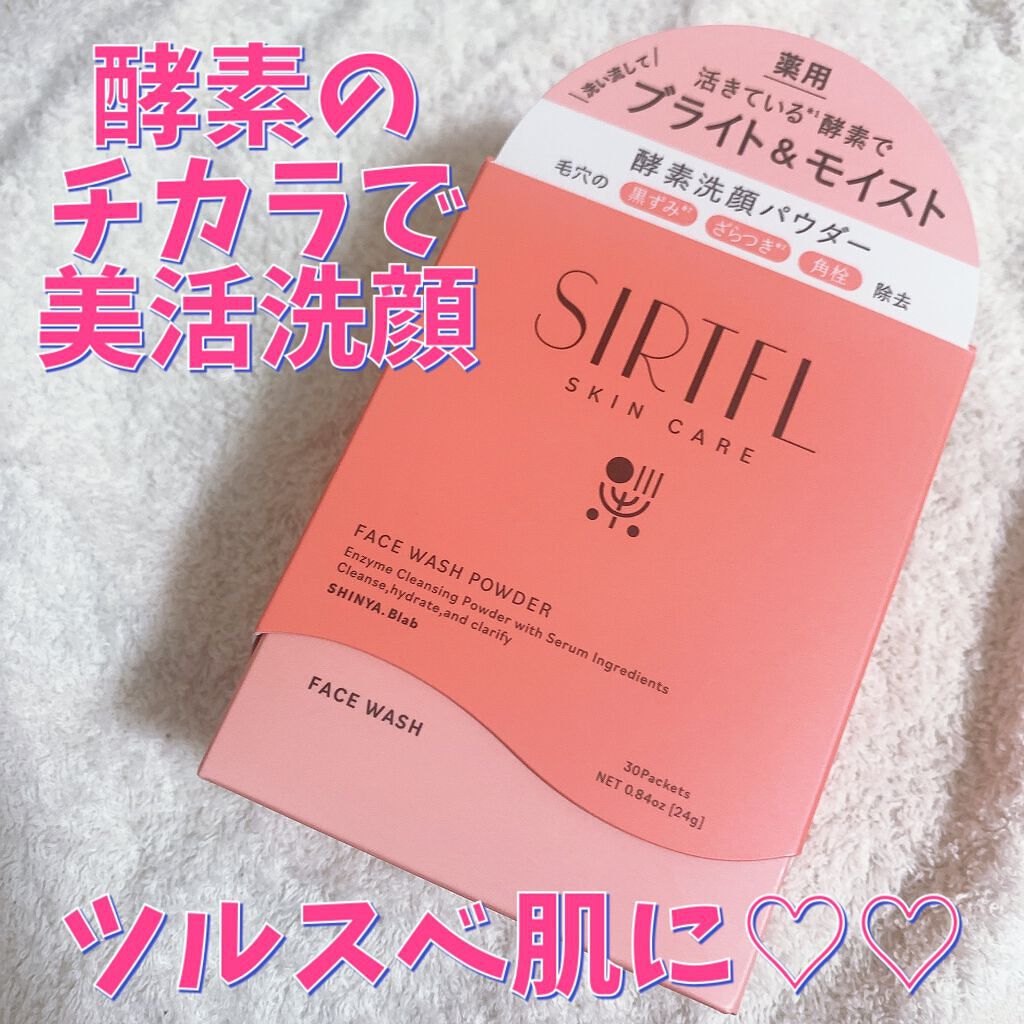 酵素の
チカラで
美活洗顔
薬用
洗い流して
活きている*¹酵素で
ブライト&モイスト
酵素洗顔パウダー
毛穴の 黒ずみ*² ざらつき*² 角栓 除去
SIRTFL
SKIN CARE
FACE WASH POWDER
Enzyme Cleansing Powder with Serum Ingredients
Cleanse,hydrate,and clarify
SHINYA.Blab
FACE WASH
30Packets
NET 0.84oz [24g]
ツルスベ肌に♡♡